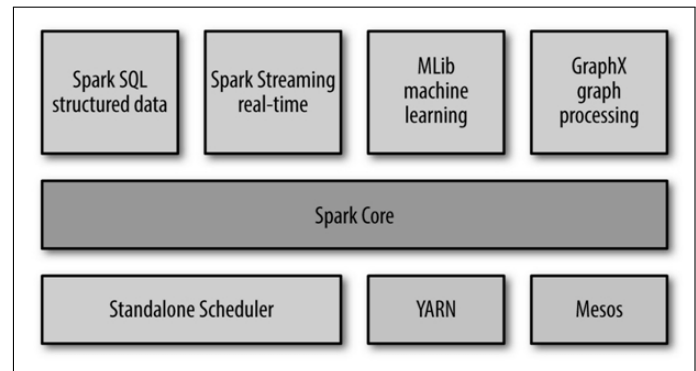 Spark SQL
structured data
Spark Streaming
real-time
MLib
machine
learning
GraphX
graph
processing
Spark Core
Standalone Scheduler
YARN
Mesos